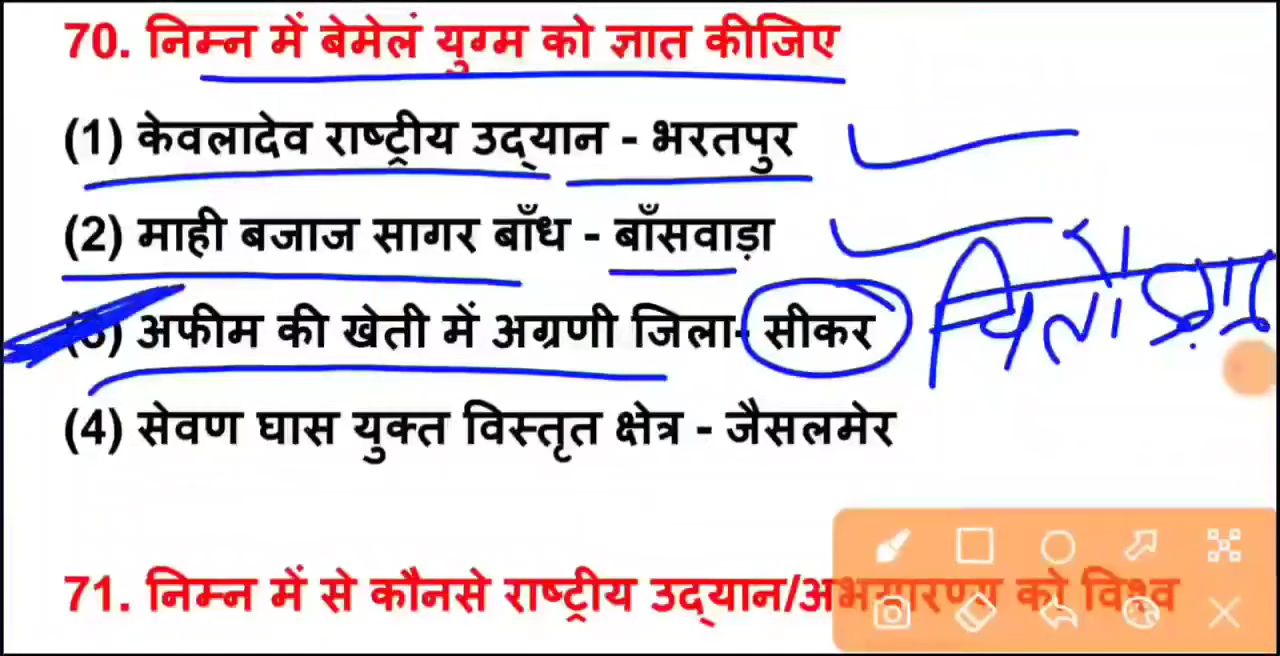 70. निम्न में बेमेलं युग्म को ज्ञात कीजिए
(1) केवलादेव राष्ट्रीय उद्यान - भरतपुर
(2) माही बजाज सागर बाँध - बाँसवाड़ा
(3) अफीम की खेती में अग्रणी जिला- सीकर
(4) सेवण घास युक्त विस्तृत क्षेत्र - जैसलमेर
71. निम्न में से कौनसे राष्ट्रीय उद्यान/अभयारण्य को विश्व